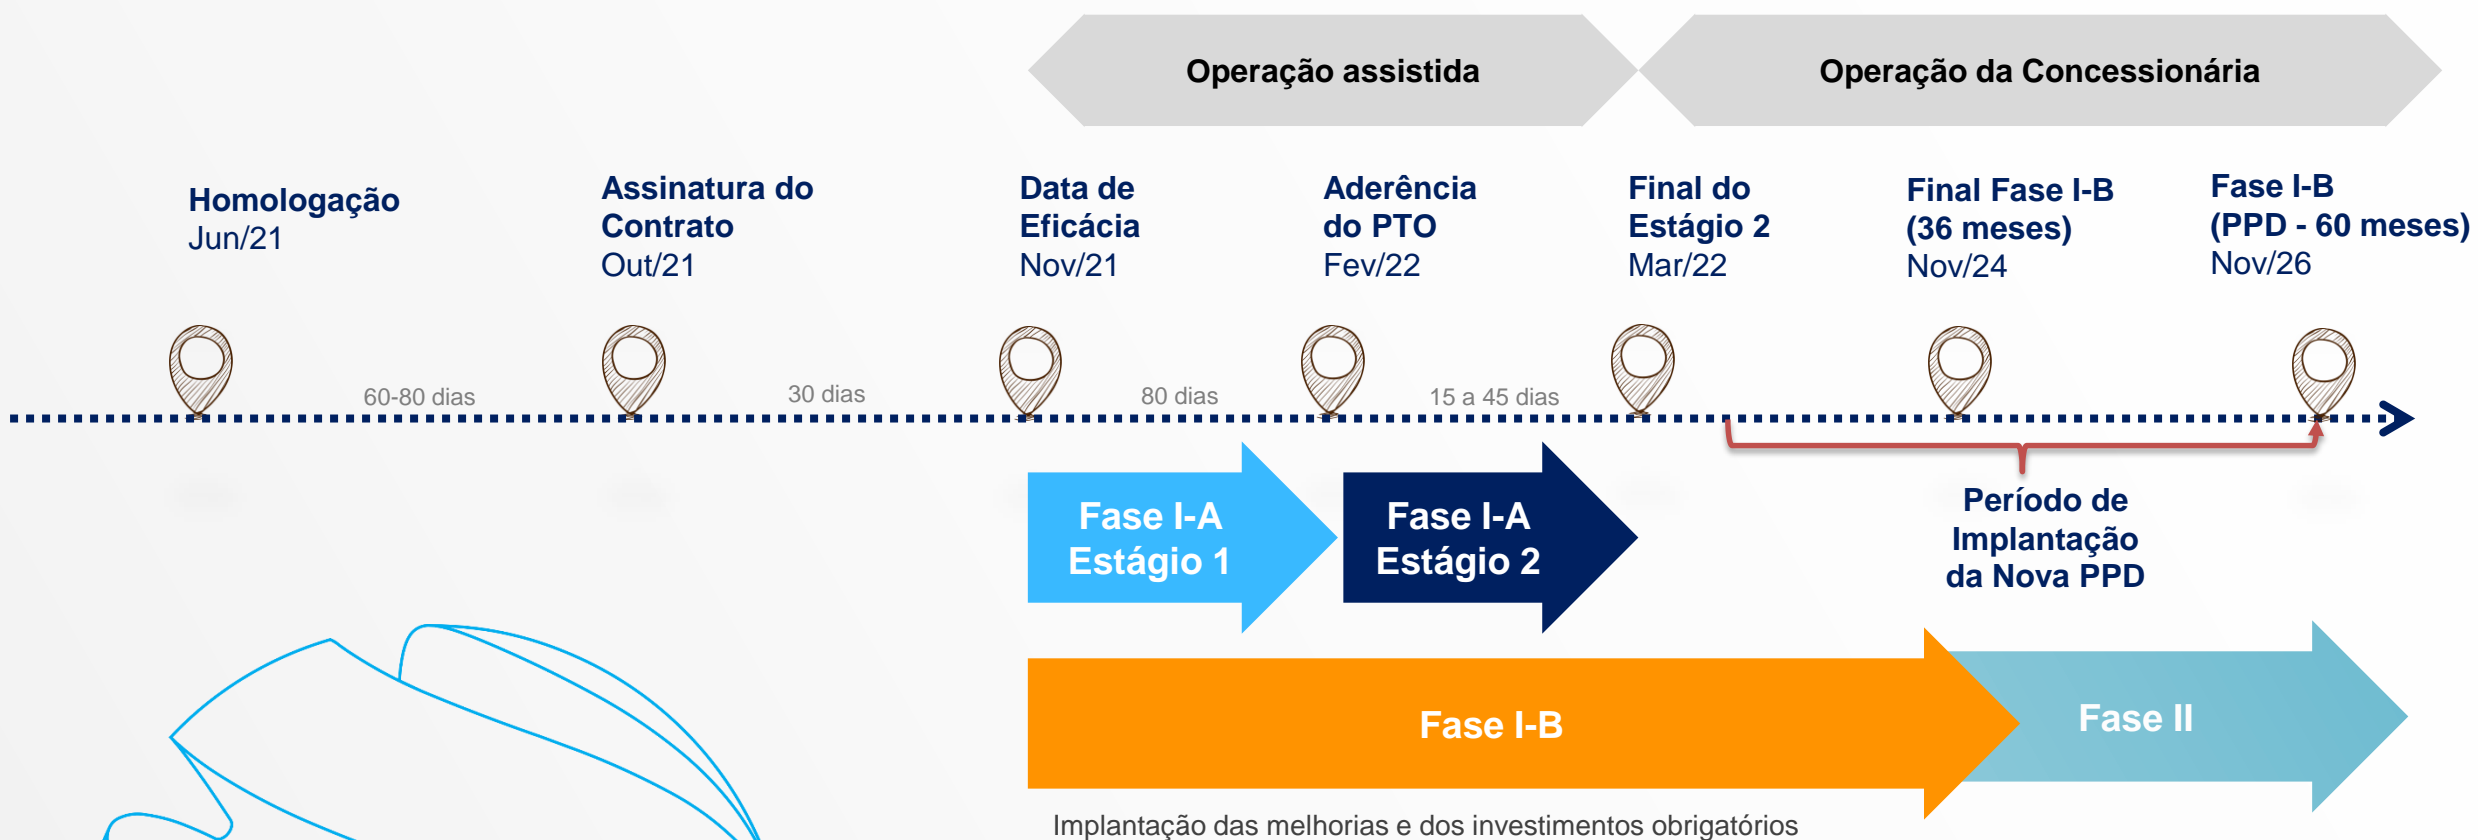 Operação assistida
Operação da Concessionária
Homologação
Jun/21
Assinatura do
Contrato
Out/21
Data de
Eficácia
Nov/21
Aderência
do PTO
Fev/22
Final do
Estágio 2
Mar/22
Final Fase I-B
(36 meses)
Nov/24
Fase I-B
(PPD - 60 meses)
Nov/26
60-80 dias
30 dias
80 dias
15 a 45 dias
Fase I-A
Estágio 1
Fase I-A
Estágio 2
Período de
Implantação
da Nova PPD
Fase I-B
Fase II
Implantação das melhorias e dos investimentos obrigatórios